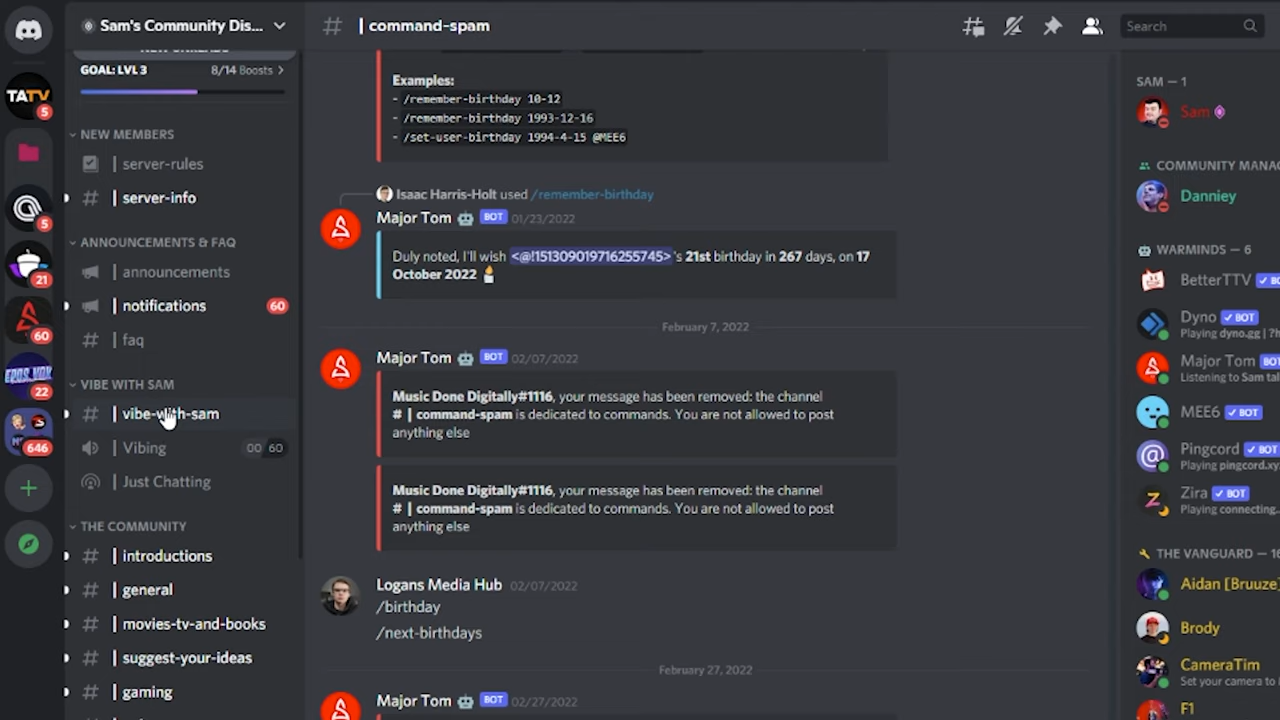 Sam's Community Dis...
GOAL: LVL 3
8/14 Boosts
NEW MEMBERS
server-rules
server-info
ANNOUNCEMENTS & FAQ
announcements
notifications
60
faq
VIBE WITH SAM
vibe-with-sam
Vibing
00 60
Just Chatting
THE COMMUNITY
introductions
general
movies-tv-and-books
suggest-your-ideas
gaming
TATV
5
5
21
60
22
646
# | command-spam
Search
Examples:
- /remember-birthday 10-12
- /remember-birthday 1993-12-16
- /set-user-birthday 1994-4-15 @MEE6
Isaac Harris-Holt used /remember-birthday
Major Tom BOT 01/23/2022
Duly noted, I'll wish <@!151309019716255745>'s 21st birthday in 267 days, on 17
October 2022
February 7, 2022
Major Tom BOT 02/07/2022
Music Done Digitally#1116, your message has been removed: the channel
# | command-spam is dedicated to commands. You are not allowed to post
anything else
Music Done Digitally#1116, your message has been removed: the channel
# | command-spam is dedicated to commands. You are not allowed to post
anything else
Logans Media Hub 02/07/2022
/birthday
/next-birthdays
February 27, 2022
Major Tom BOT 02/27/2022
SAM — 1
Sam
COMMUNITY MANA
Danniey
WARMINDS — 6
BetterTTV
Dyno BOT
Playing dyno.gg | ?h
Major Tom BOT
Listening to Sam tal
MEE6 BOT
Pingcord BOT
Playing pingcord.xy
Zira BOT
Playing connecting..
THE VANGUARD — 16
Aidan [Bruuze]
Brody
CameraTim
Set your camera to
F1